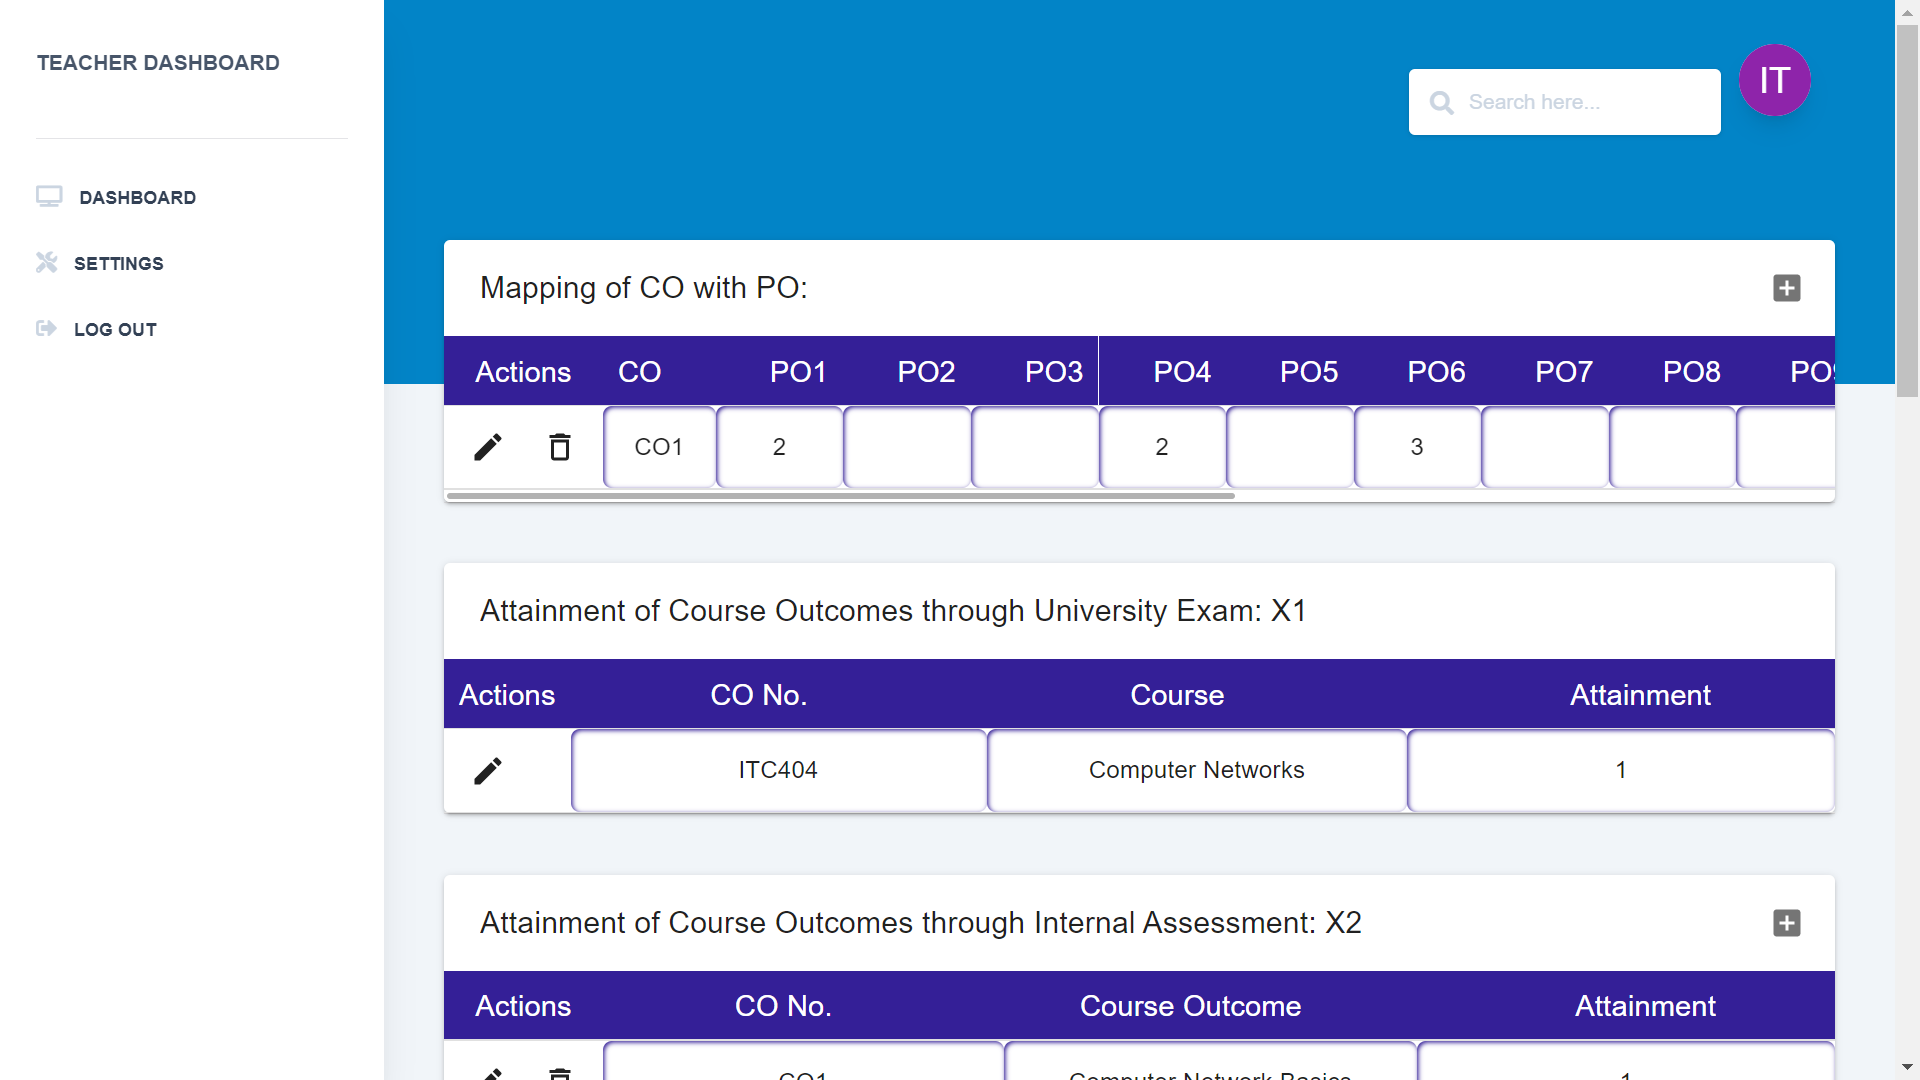 TEACHER DASHBOARD
DASHBOARD
SETTINGS
LOG OUT
Search here...
IT
Mapping of CO with PO:
Actions CO PO1 PO2 PO3 PO4 PO5 PO6 PO7 PO8
CO1 2 2 3
Attainment of Course Outcomes through University Exam: X1
Actions CO No. Course Attainment
ITC404 Computer Networks 1
Attainment of Course Outcomes through Internal Assessment: X2
Actions CO No. Course Outcome Attainment
CO1 Computer Network Basics 1